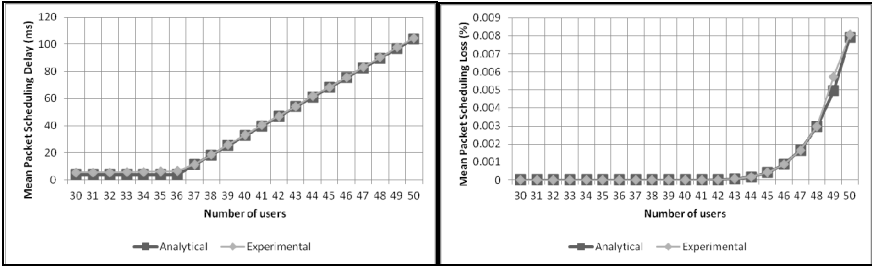 Mean Packet Scheduling Delay (ms)
120
100
80
60
40
20
0
30 31 32 33 34 35 36 37 38 39 40 41 42 43 44 45 46 47 48 49 50
Number of users
Analytical Experimental
Mean Packet Scheduling Loss (%)
0.009
0.008
0.007
0.006
0.005
0.004
0.003
0.002
0.001
0
30 31 32 33 34 35 36 37 38 39 40 41 42 43 44 45 46 47 48 49 50
Number of users
Analytical Experimental